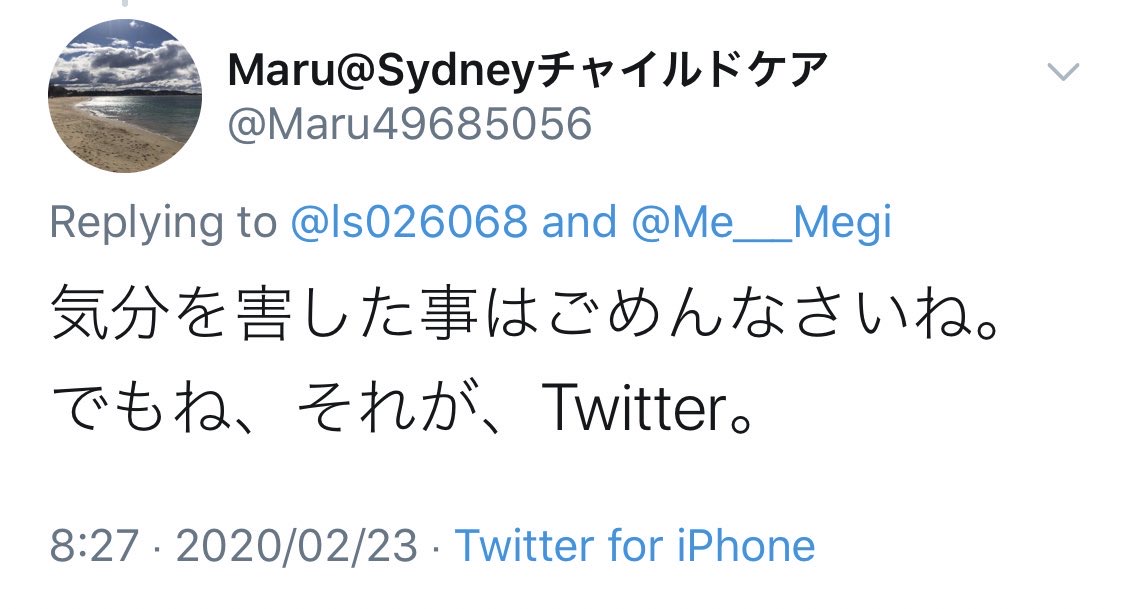 Maru@Sydneyチャイルドケア
@Maru49685056
Replying to @ls026068 and @Me___Megi
気分を害した事はごめんなさいね。
でもね、それが、Twitter。
8:27 · 2020/02/23 · Twitter for iPhone